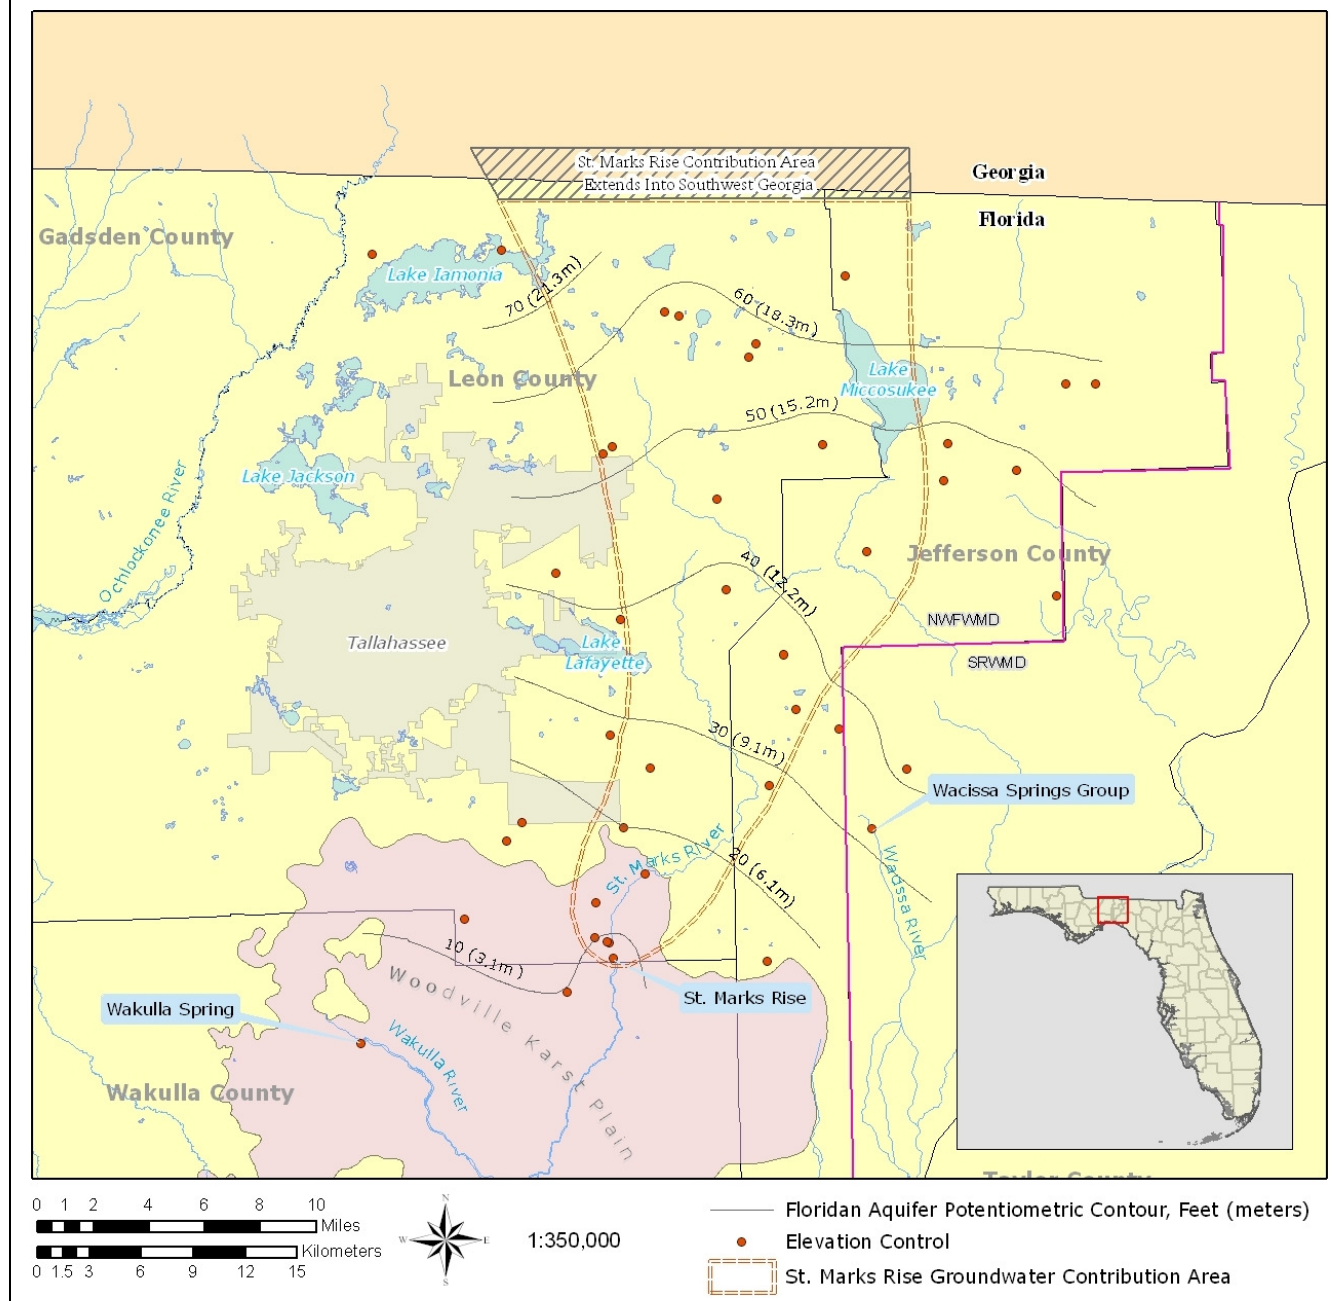 St. Marks Rise Contribution Area
Extends Into Southwest Georgia
Georgia
Florida
Gadsden County
Lake Iamonia
70 (21.3m)
60 (18.3m)
Leon County
Lake
Miccosukee
50 (15.2m)
Lake Jackson
Ochlockonee River
Jefferson County
40 (12.2m)
NWFWMD
SRWMD
Tallahassee
Lake
Lafayette
30 (9.1m)
Wacissa Springs Group
St. Marks River
20 (6.1m)
Wacissa River
10 (3.1m)
Woodville Karst Plain
St. Marks Rise
Wakulla Spring
Wakulla River
Wakulla County
Taylor County
0 1 2 4 6 8 10
Miles
Kilometers
0 1.5 3 6 9 12 15
N
W
E
S
1:350,000
Floridan Aquifer Potentiometric Contour, Feet (meters)
Elevation Control
St. Marks Rise Groundwater Contribution Area